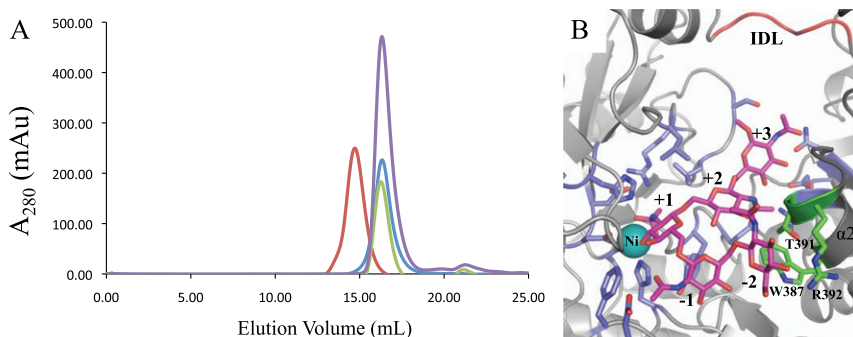 A
A280 (mAu)
500.00
400.00
300.00
200.00
100.00
0.00
0.00 5.00 10.00 15.00 20.00 25.00
Elution Volume (mL)
B
IDL
+3
+2
+1
Ni
T391
α2
-1
-2
W387
R392